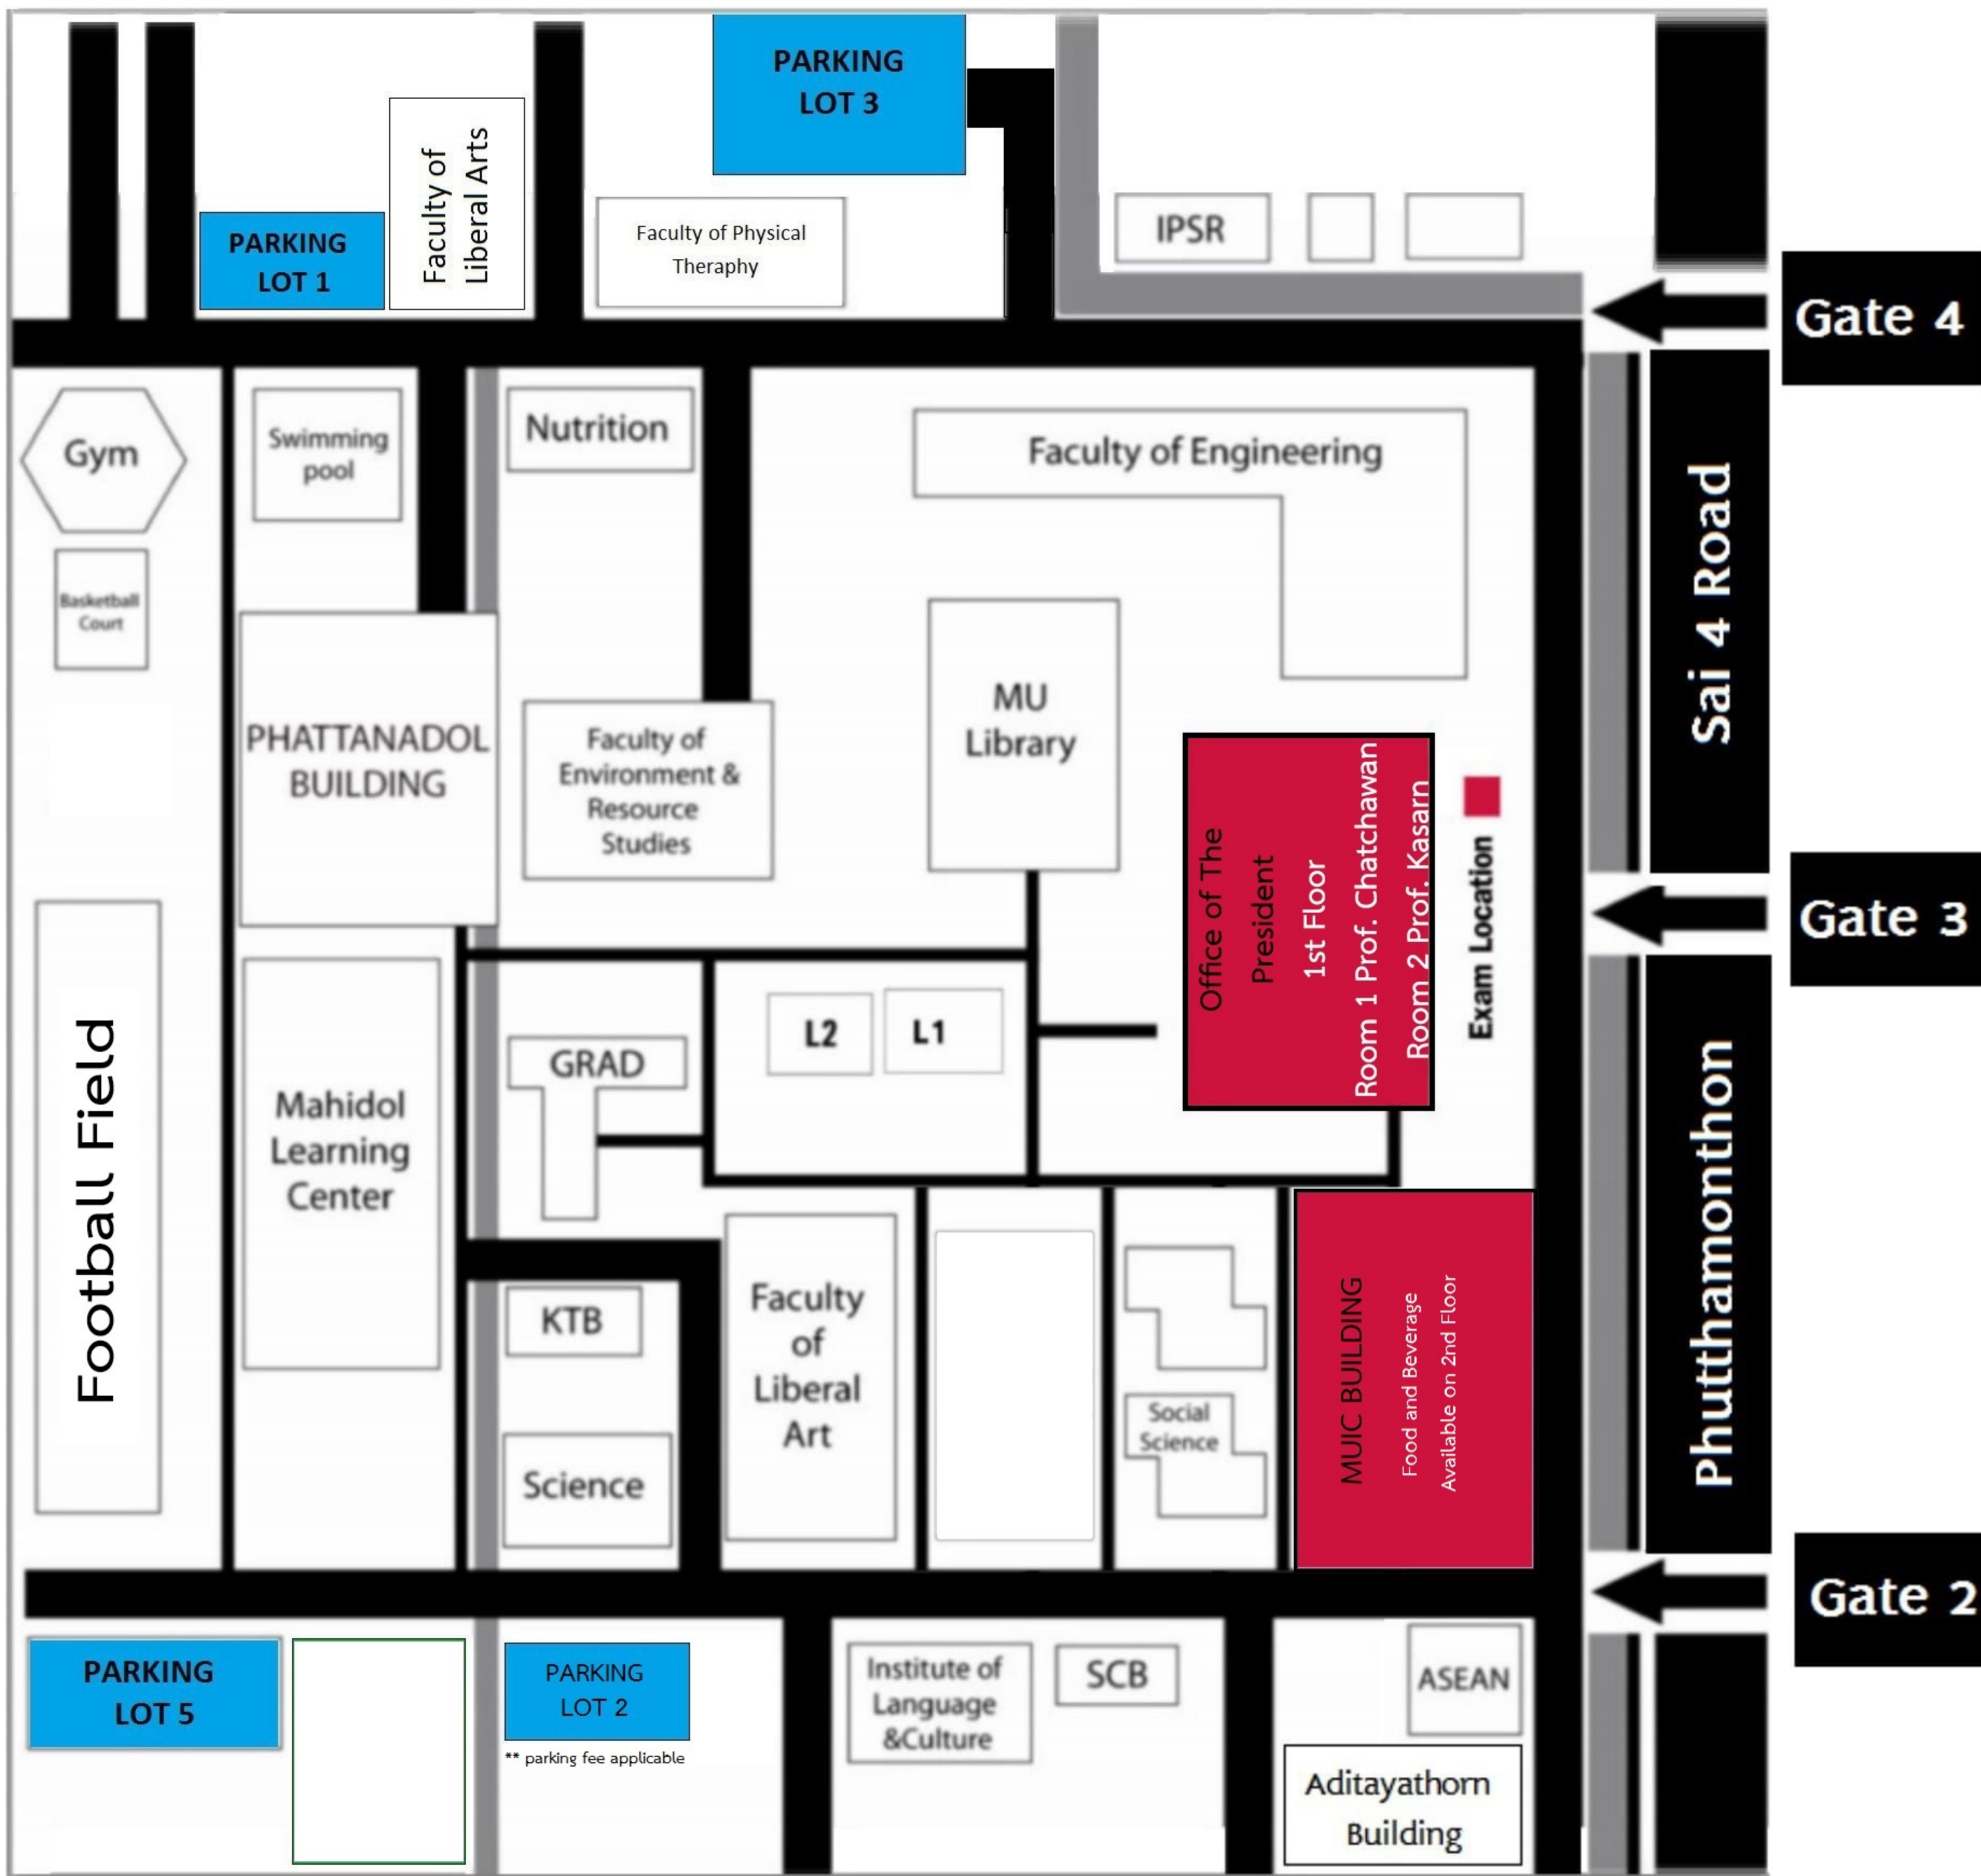 PARKING
LOT 3
Faculty of
Liberal Arts
PARKING
LOT 1
Faculty of Physical
Theraphy
IPSR
Gate 4
Gym
Swimming
pool
Nutrition
Faculty of Engineering
Basketball
Court
Sai 4 Road
PHATTANADOL
BUILDING
Faculty of
Environment &
Resource
Studies
MU
Library
Office of The
President
1st Floor
Room 1 Prof. Chatchawan
Room 2 Prof. Kasarn
Exam Location
Gate 3
Football Field
Mahidol
Learning
Center
GRAD
L2
L1
Phutthamonthon
KTB
Science
Faculty
of
Liberal
Art
Social
Science
MUIC BUILDING
Food and Beverage
Available on 2nd Floor
Gate 2
PARKING
LOT 5
PARKING
LOT 2
** parking fee applicable
Institute of
Language
&Culture
SCB
ASEAN
Aditayathorn
Building